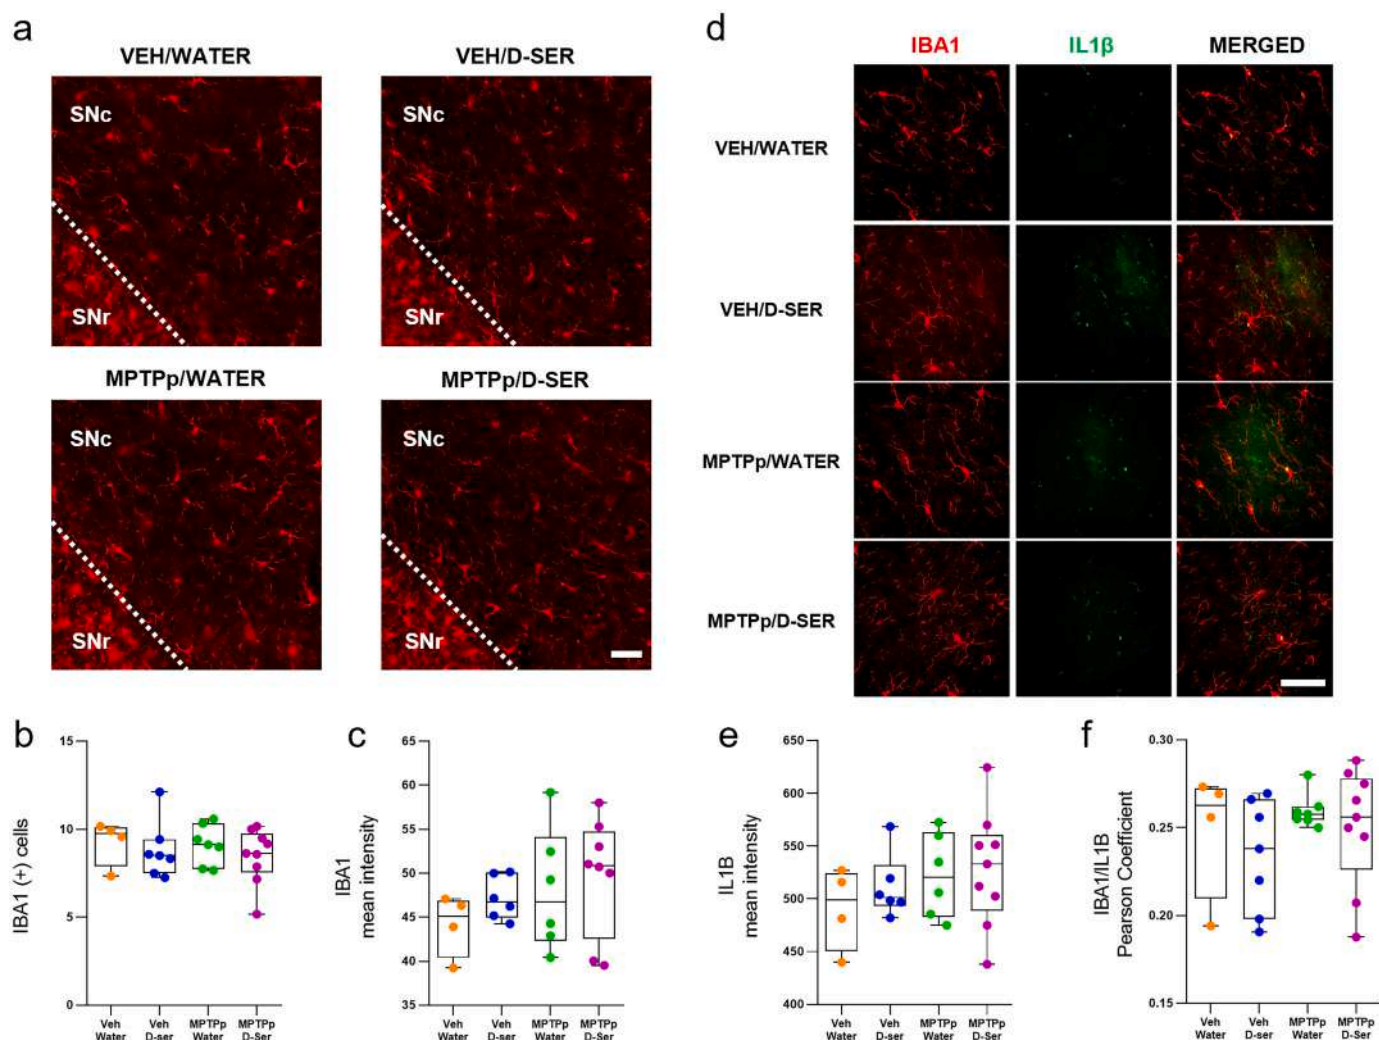 a
VEH/WATER
VEH/D-SER
SNc
SNr
SNc
SNr
MPTPp/WATER
MPTPp/D-SER
SNc
SNr
SNc
SNr
d
IBA1
IL1β
MERGED
VEH/WATER
VEH/D-SER
MPTPp/WATER
MPTPp/D-SER
b
IBA1 (+) cells
15
10
5
0
Veh
Water
Veh
D-ser
MPTPp
Water
MPTPp
D-Ser
c
IBA1
mean intensity
65
60
55
50
45
40
35
Veh
Water
Veh
D-ser
MPTPp
Water
MPTPp
D-Ser
e
IL1B
mean intensity
650
600
550
500
450
400
Veh
Water
Veh
D-ser
MPTPp
Water
MPTPp
D-Ser
f
IBA1/IL1B
Pearson Coefficient
0.30
0.25
0.20
0.15
Veh
Water
Veh
D-ser
MPTPp
Water
MPTPp
D-Ser